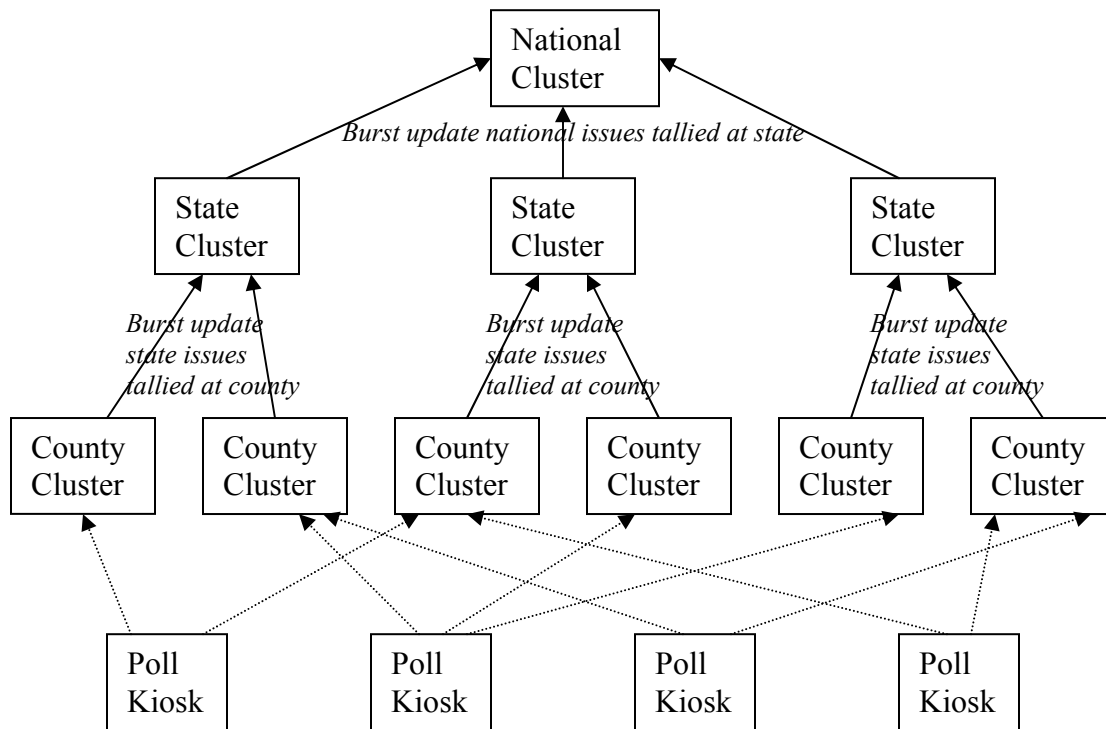 National
Cluster
Burst update national issues tallied at state
State
Cluster
State
Cluster
State
Cluster
Burst update
state issues
tallied at county
Burst update
state issues
tallied at county
Burst update
state issues
tallied at county
County
Cluster
County
Cluster
County
Cluster
County
Cluster
County
Cluster
County
Cluster
Poll
Kiosk
Poll
Kiosk
Poll
Kiosk
Poll
Kiosk